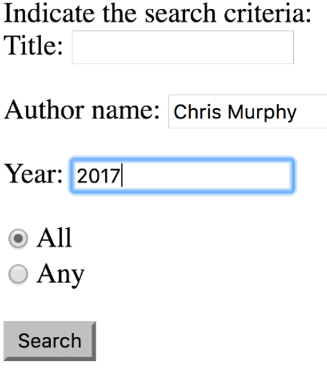 Indicate the search criteria:
Title:
Author name: Chris Murphy
Year: 2017
All
Any
Search